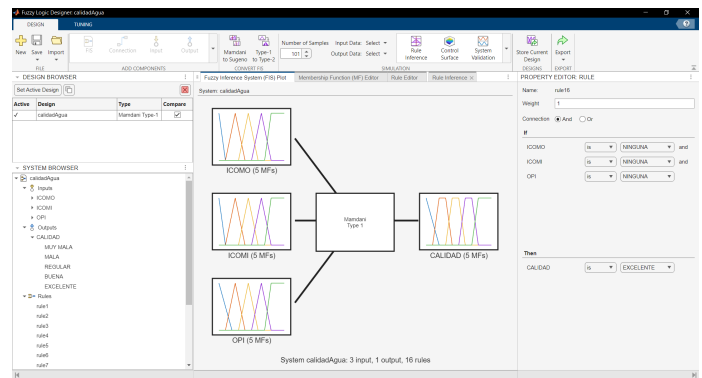 Fuzzy Logic Designer: calidadAgua
DESIGN TUNING
New Save Import
FIS Connection Input Output
Mamdani to Sugeno
Type-1 to Type-2
Number of Samples Input Data: Select
101 Output Data: Select
Rule Inference
Control Surface
System Validation
Store Current Design
Export
FILE ADD COMPONENTS CONVERT FIS SIMULATION DESIGNS EXPORT
DESIGN BROWSER
Set Active Design
Active Design Type Compare
calidadAgua Mamdani Type-1
SYSTEM BROWSER
calidadAgua
Inputs
ICOMO
ICOMI
OPI
Outputs
CALIDAD
MUY MALA
MALA
REGULAR
BUENA
EXCELENTE
Rules
rule1
rule2
rule3
rule4
rule5
rule6
rule7
Fuzzy Inference System (FIS) Plot Membership Function (MF) Editor Rule Editor Rule Inference
System: calidadAgua
ICOMO (5 MFs)
ICOMI (5 MFs)
OPI (5 MFs)
Mamdani
Type 1
CALIDAD (5 MFs)
System calidadAgua: 3 input, 1 output, 16 rules
PROPERTY EDITOR: RULE
Name: rule16
Weight 1
Connection And Or
If
ICOMO is NINGUNA and
ICOMI is NINGUNA and
OPI is NINGUNA
Then
CALIDAD is EXCELENTE